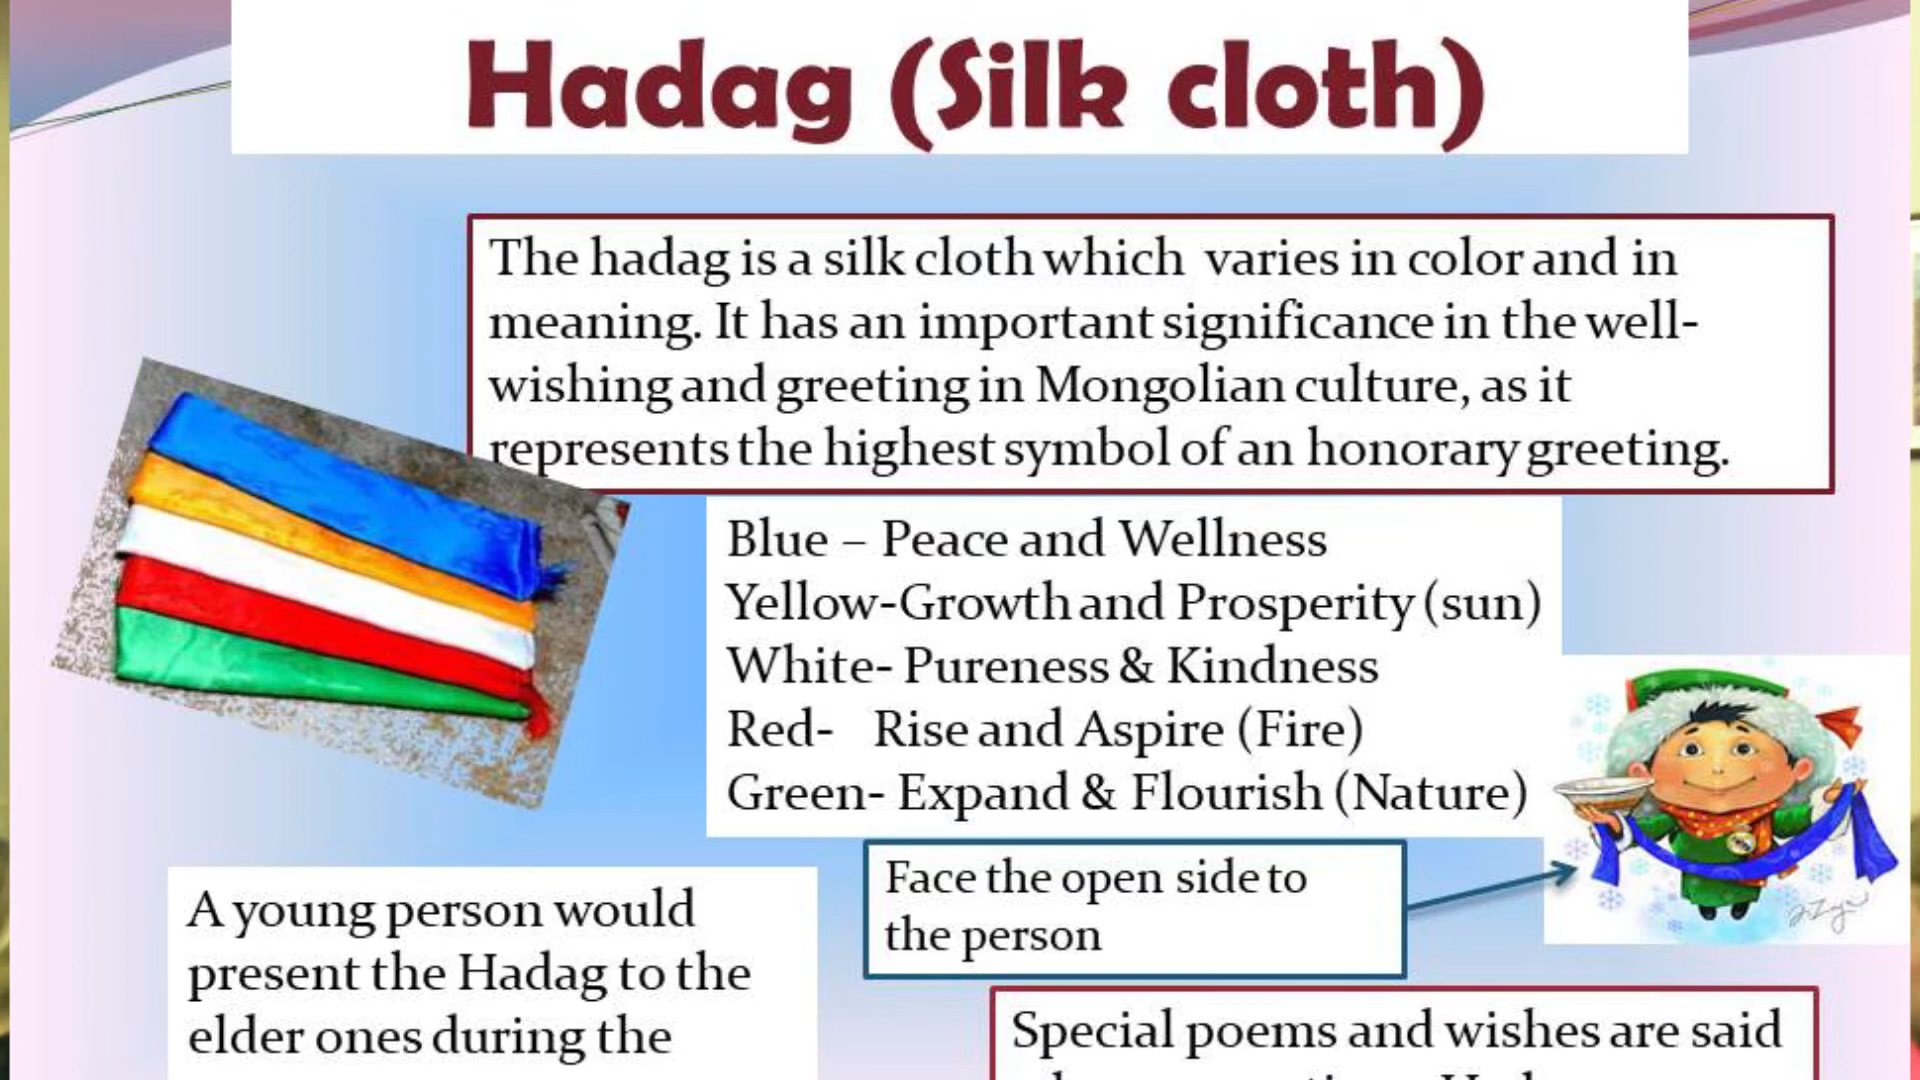 Hadag (Silk cloth)
The hadag is a silk cloth which varies in color and in
meaning. It has an important significance in the well-
wishing and greeting in Mongolian culture, as it
represents the highest symbol of an honorary greeting.
Blue – Peace and Wellness
Yellow-Growth and Prosperity (sun)
White- Pureness & Kindness
Red- Rise and Aspire (Fire)
Green- Expand & Flourish (Nature)
Face the open side to
the person
A young person would
present the Hadag to the
elder ones during the
Special poems and wishes are said